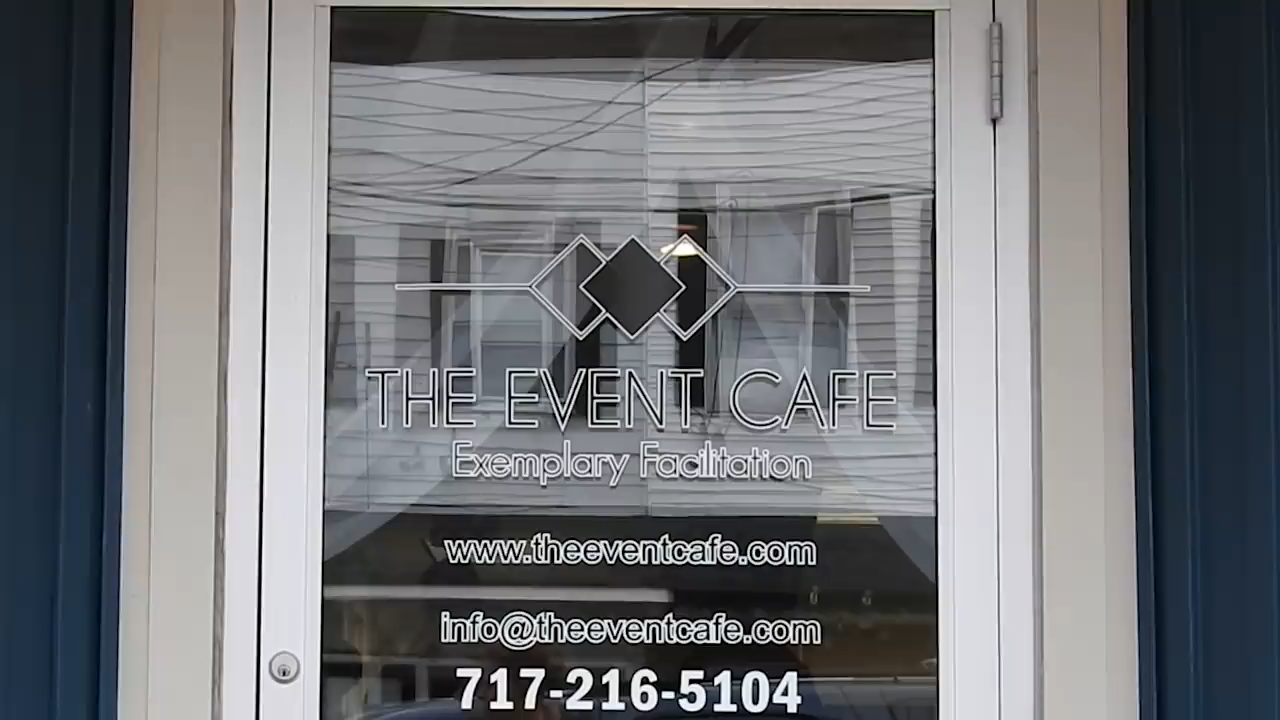 THE EVENT CAFE
Exemplary Facilitation
www.theeventcafe.com
info@theeventcafe.com
717-216-5104